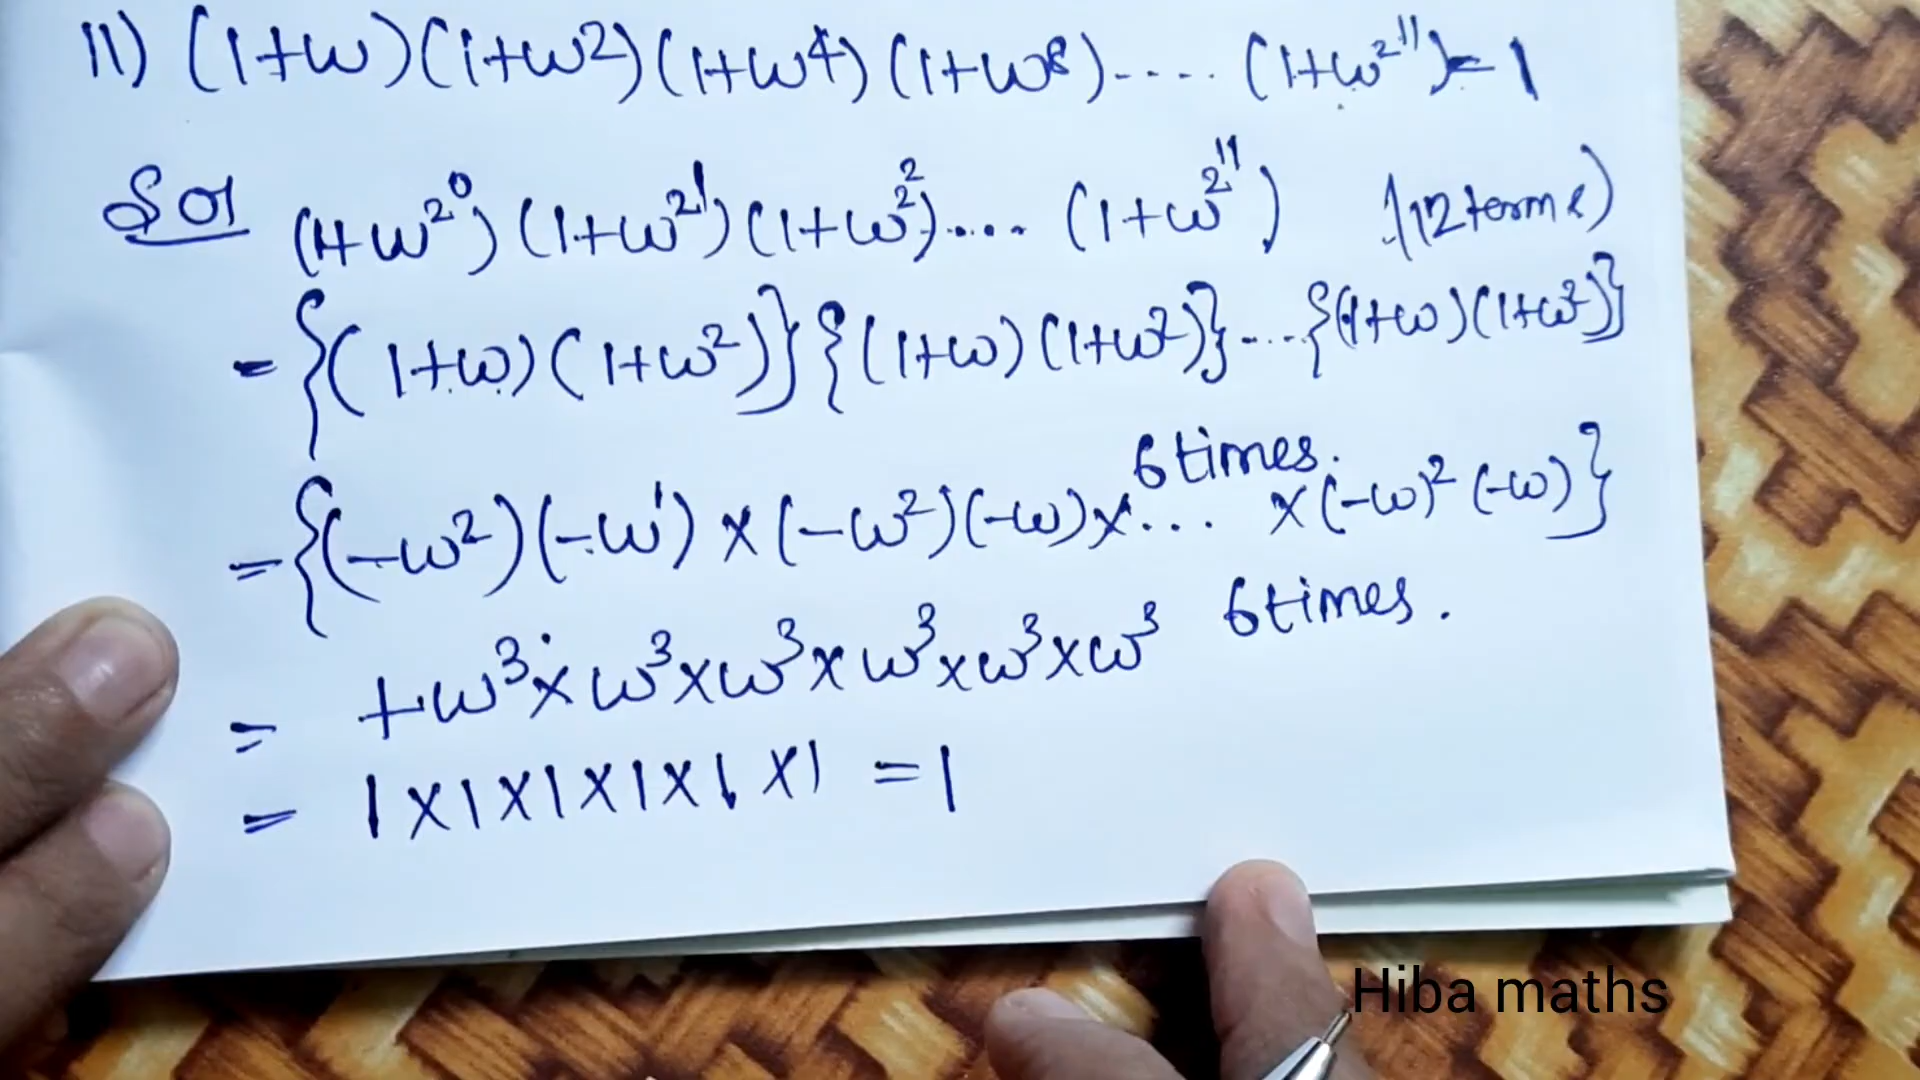 11) (1+ω)(1+ω2)(1+ω4)(1+ω8)---- (1+ω^2^11)=1
Sol (1+ω^2^0)(1+ω^2^1)(1+ω^2^2).... (1+ω^2^11) (12 terms)
= {(1+ω)(1+ω²)}{(1+ω)(1+ω²)}---{(1+ω)(1+ω²)}
6 times.
= {(-ω²)(-ω¹) × (-ω²)(-ω)×... ×(-ω)²(-ω)}
= +ω³×ω³×ω³×ω³×ω³×ω³ 6 times.
= 1×1×1×1×1×1 = 1
Hiba maths